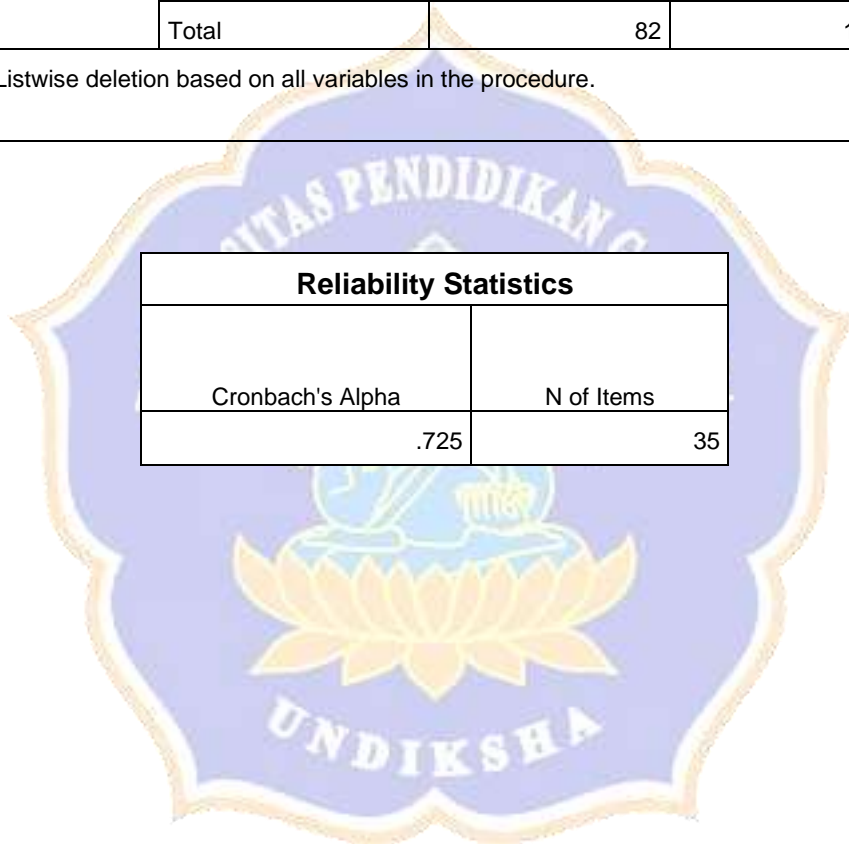 Total 82
Listwise deletion based on all variables in the procedure.
PENDIDIKAN
Reliability Statistics
Cronbach's Alpha N of Items
.725 35
UNDIKSHA